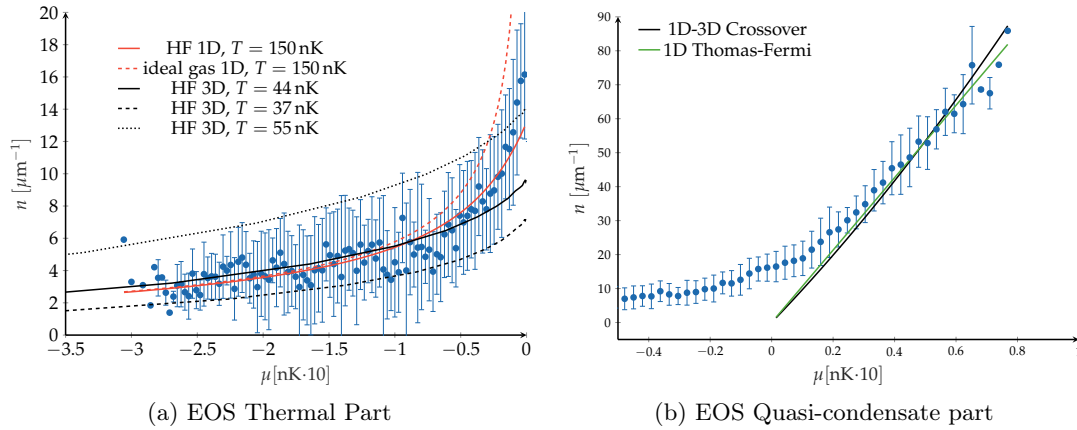 20
18
16
14
12
10
8
6
4
2
0
n [μm⁻¹]
HF 1D, T = 150 nK
ideal gas 1D, T = 150 nK
HF 3D, T = 44 nK
HF 3D, T = 37 nK
HF 3D, T = 55 nK
−3.5 −3 −2.5 −2 −1.5 −1 −0.5 0
μ[nK·10]
(a) EOS Thermal Part
90
80
70
60
50
40
30
20
10
0
n [μm⁻¹]
1D-3D Crossover
1D Thomas-Fermi
−0.4 −0.2 0 0.2 0.4 0.6 0.8 1
μ[nK·10]
(b) EOS Quasi-condensate part